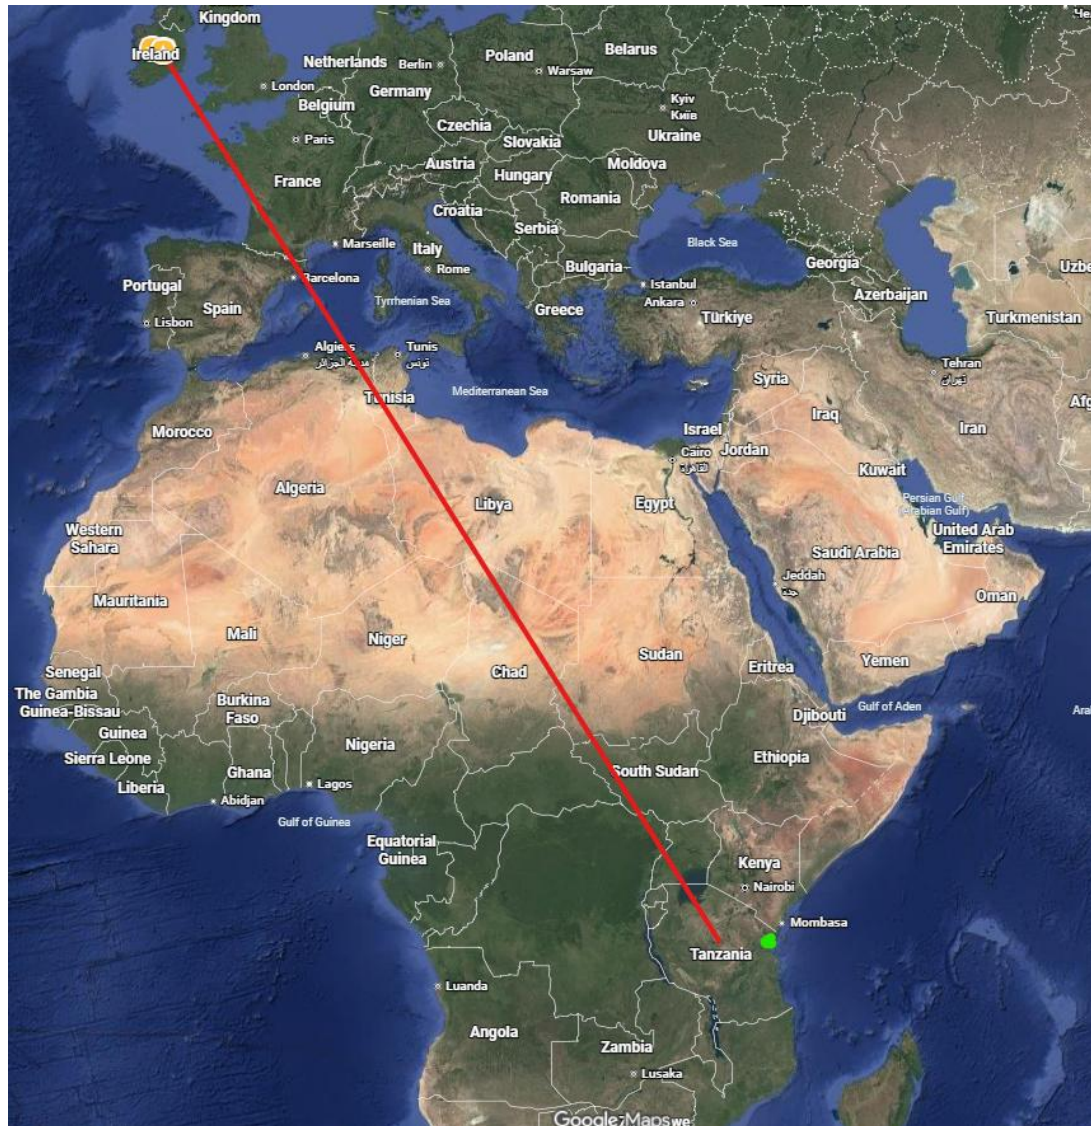 Kingdom
Ireland
Netherlands
Berlin
Poland
Warsaw
Belarus
London
Belgium
Germany
Kyiv
Київ
Paris
Czechia
Slovakia
Ukraine
Austria
Moldova
France
Hungary
Romania
Croatia
Serbia
Marseille
Italy
Black Sea
Barcelona
Rome
Bulgaria
Georgia
Uzbe
Portugal
Spain
Istanbul
Azerbaijan
Tyrrhenian Sea
Ankara
Greece
Türkiye
Turkmenistan
Lisbon
Algiers
مدينة الجزائر
Tunis
تونس
Tehran
تهران
Syria
Mediterranean Sea
Tunisia
Afg
Iraq
Iran
Morocco
Israel
Jordan
Cairo
القاهرة
Kuwait
Algeria
Libya
Egypt
Persian Gulf
(Arabian Gulf)
Western
Sahara
United Arab
Emirates
Saudi Arabia
Jeddah
جدة
Oman
Mauritania
Mali
Niger
Sudan
Chad
Eritrea
Yemen
Senegal
The Gambia
Guinea-Bissau
Burkina
Faso
Gulf of Aden
Djibouti
Ara
Guinea
Nigeria
Sierra Leone
Ghana
Ethiopia
South Sudan
Liberia
Lagos
Abidjan
Gulf of Guinea
Equatorial
Guinea
Kenya
Nairobi
Mombasa
Tanzania
Luanda
Angola
Zambia
Lusaka
Google Maps